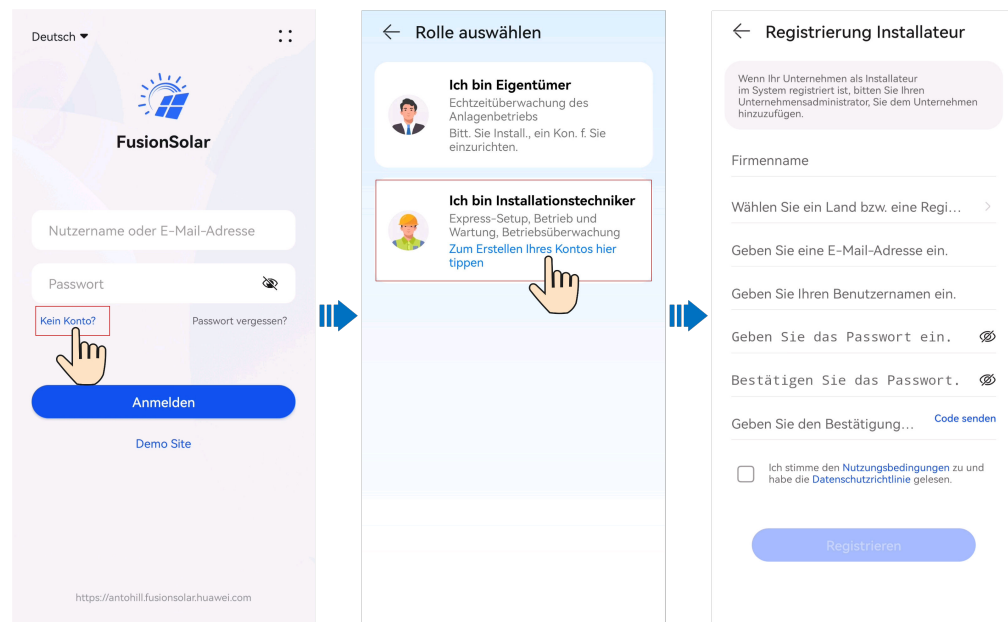 Deutsch
FusionSolar
Nutzername oder E-Mail-Adresse
Passwort
Kein Konto?
Passwort vergessen?
Anmelden
Demo Site
https://antohill.fusionsolar.huawei.com
Rolle auswählen
Ich bin Eigentümer
Echtzeitüberwachung des
Anlagenbetriebs
Bitt. Sie Install., ein Kon. f. Sie
einzurichten.
Ich bin Installationstechniker
Express-Setup, Betrieb und
Wartung, Betriebsüberwachung
Zum Erstellen Ihres Kontos hier
tippen
Registrierung Installateur
Wenn Ihr Unternehmen als Installateur
im System registriert ist, bitten Sie Ihren
Unternehmensadministrator, Sie dem Unternehmen
hinzuzufügen.
Firmenname
Wählen Sie ein Land bzw. eine Regi...
Geben Sie eine E-Mail-Adresse ein.
Geben Sie Ihren Benutzernamen ein.
Geben Sie das Passwort ein.
Bestätigen Sie das Passwort.
Geben Sie den Bestätigung... Code senden
Ich stimme den Nutzungsbedingungen zu und
habe die Datenschutzrichtlinie gelesen.
Registrieren